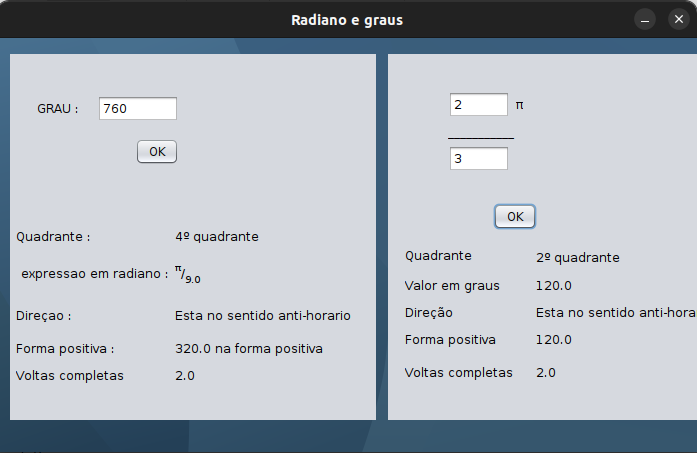 Radiano e graus
GRAU : 760
OK
Quadrante : 4º quadrante
expressao em radiano : π/9.0
Direçao : Esta no sentido anti-horario
Forma positiva : 320.0 na forma positiva
Voltas completas 2.0
2 π
3
OK
Quadrante 2º quadrante
Valor em graus 120.0
Direção Esta no sentido anti-hora
Forma positiva 120.0
Voltas completas 2.0